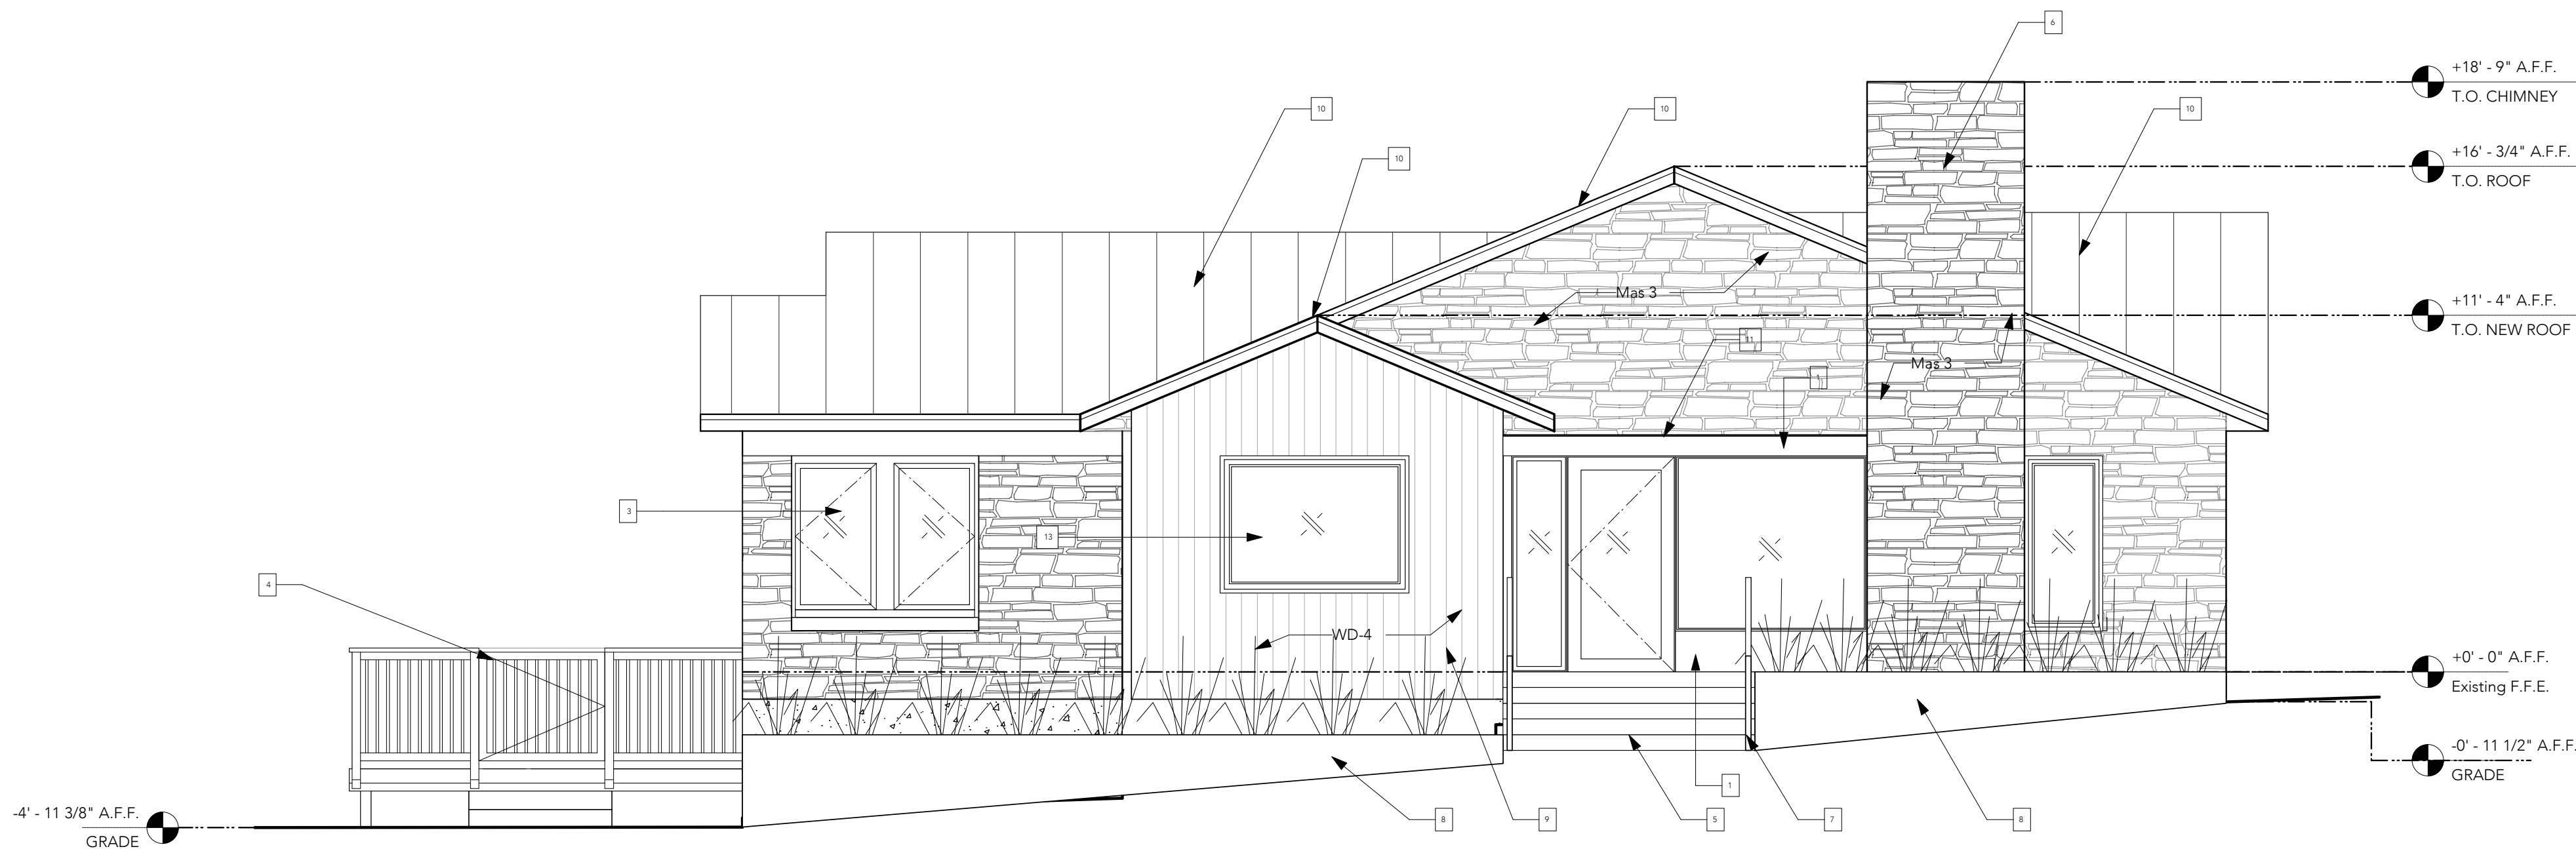 6
+18' - 9" A.F.F.
T.O. CHIMNEY
10
10
10
10
+16' - 3/4" A.F.F.
T.O. ROOF
Mas 3
+11' - 4" A.F.F.
T.O. NEW ROOF
11
Mas 3
1
3
13
4
WD-4
+0' - 0" A.F.F.
Existing F.F.E.
-0' - 11 1/2" A.F.F.
GRADE
1
-4' - 11 3/8" A.F.F.
GRADE
8
9
5
7
8